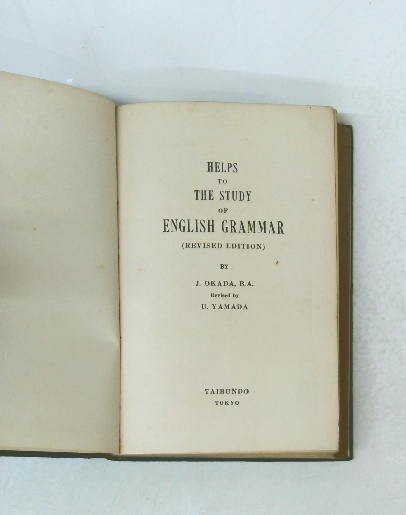 HELPS
TO
THE STUDY
OF
ENGLISH GRAMMAR
(REVISED EDITION)
BY
J. OKADA, B.A.
Revised by
U. YAMADA
TAIBUNDO
TOKYO